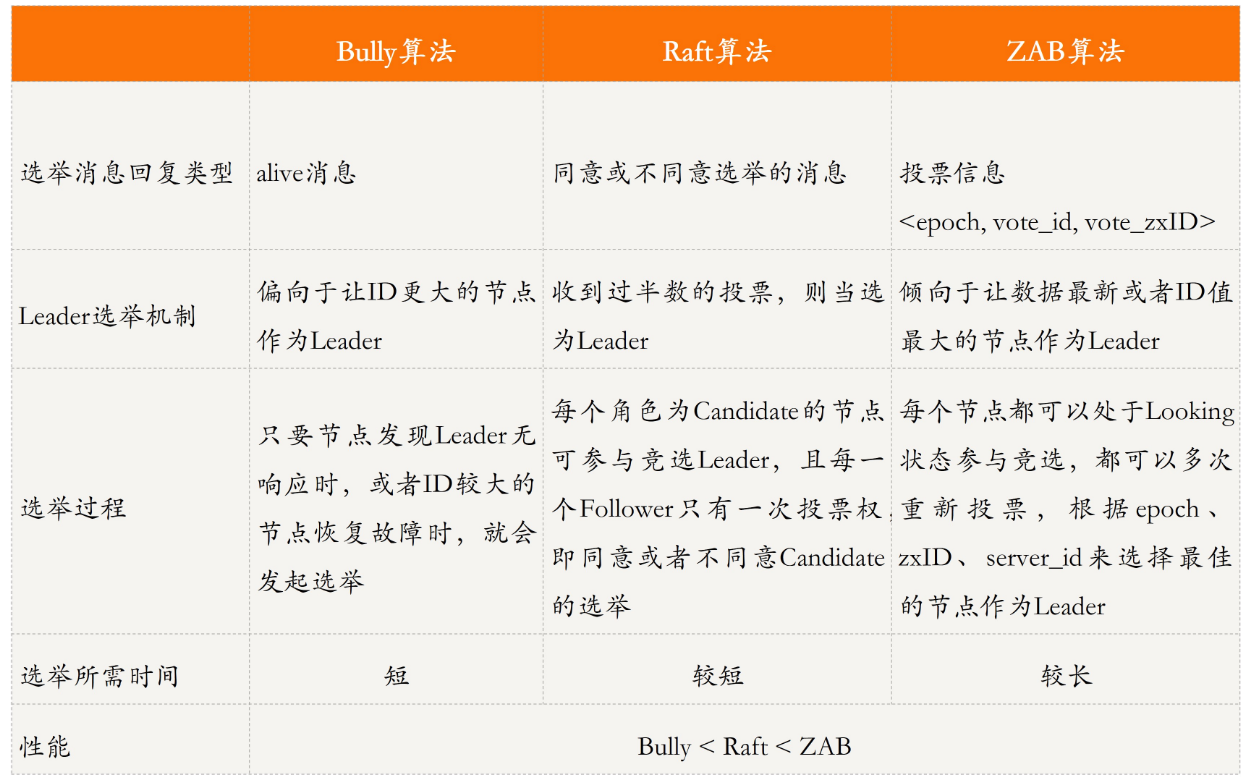 Bully算法
Raft算法
ZAB算法
选举消息回复类型
alive消息
同意或不同意选举的消息
投票信息
<epoch, vote_id, vote_zxID>
Leader选举机制
偏向于让ID更大的节点
作为Leader
收到过半数的投票，则当选
为Leader
倾向于让数据最新或者ID值
最大的节点作为Leader
选举过程
只要节点发现Leader无
响应时，或者ID较大的
节点恢复故障时，就会
发起选举
每个角色为Candidate的节点
可参与竞选Leader，且每一
个Follower只有一次投票权，
即同意或者不同意Candidate
的选举
每个节点都可以处于Looking
状态参与竞选，都可以多次
重新投票，根据epoch、
zxID、server_id来选择最佳
的节点作为Leader
选举所需时间
短
较短
较长
性能
Bully < Raft < ZAB